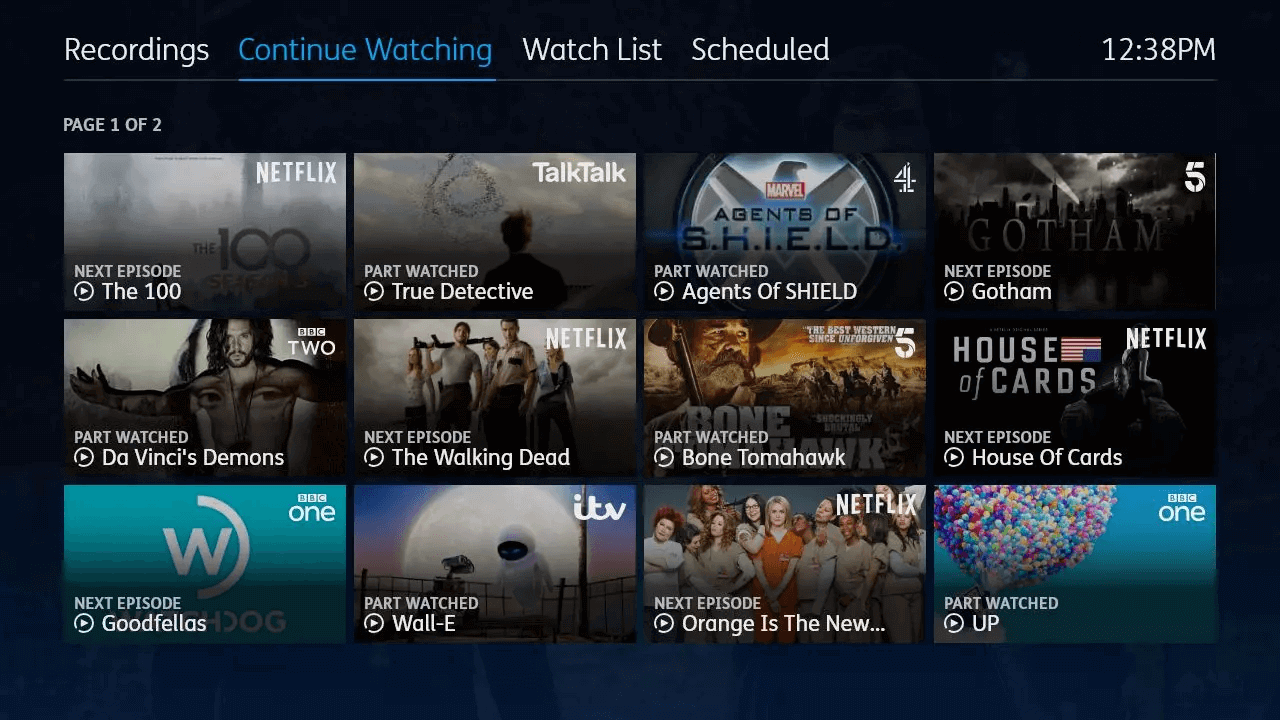 Recordings Continue Watching Watch List Scheduled 12:38PM
PAGE 1 OF 2
NETFLIX
THE 100
NEXT EPISODE
The 100
TalkTalk
PART WATCHED
True Detective
4
MARVEL
AGENTS OF
S.H.I.E.L.D.
PART WATCHED
Agents Of SHIELD
5
GOTHAM
NEXT EPISODE
Gotham
BBC
TWO
PART WATCHED
Da Vinci's Demons
NETFLIX
NEXT EPISODE
The Walking Dead
"THE BEST WESTERN
SINCE UNFORGIVEN"
5
BONE
TOMAHAWK
"SHOCKINGLY
BRUTAL"
PART WATCHED
Bone Tomahawk
NETFLIX
HOUSE
of CARDS
NEXT EPISODE
House Of Cards
BBC
one
W
WATCHDOG
NEXT EPISODE
Goodfellas
itv
PART WATCHED
Wall-E
NETFLIX
NEXT EPISODE
Orange Is The New...
BBC
one
PART WATCHED
UP